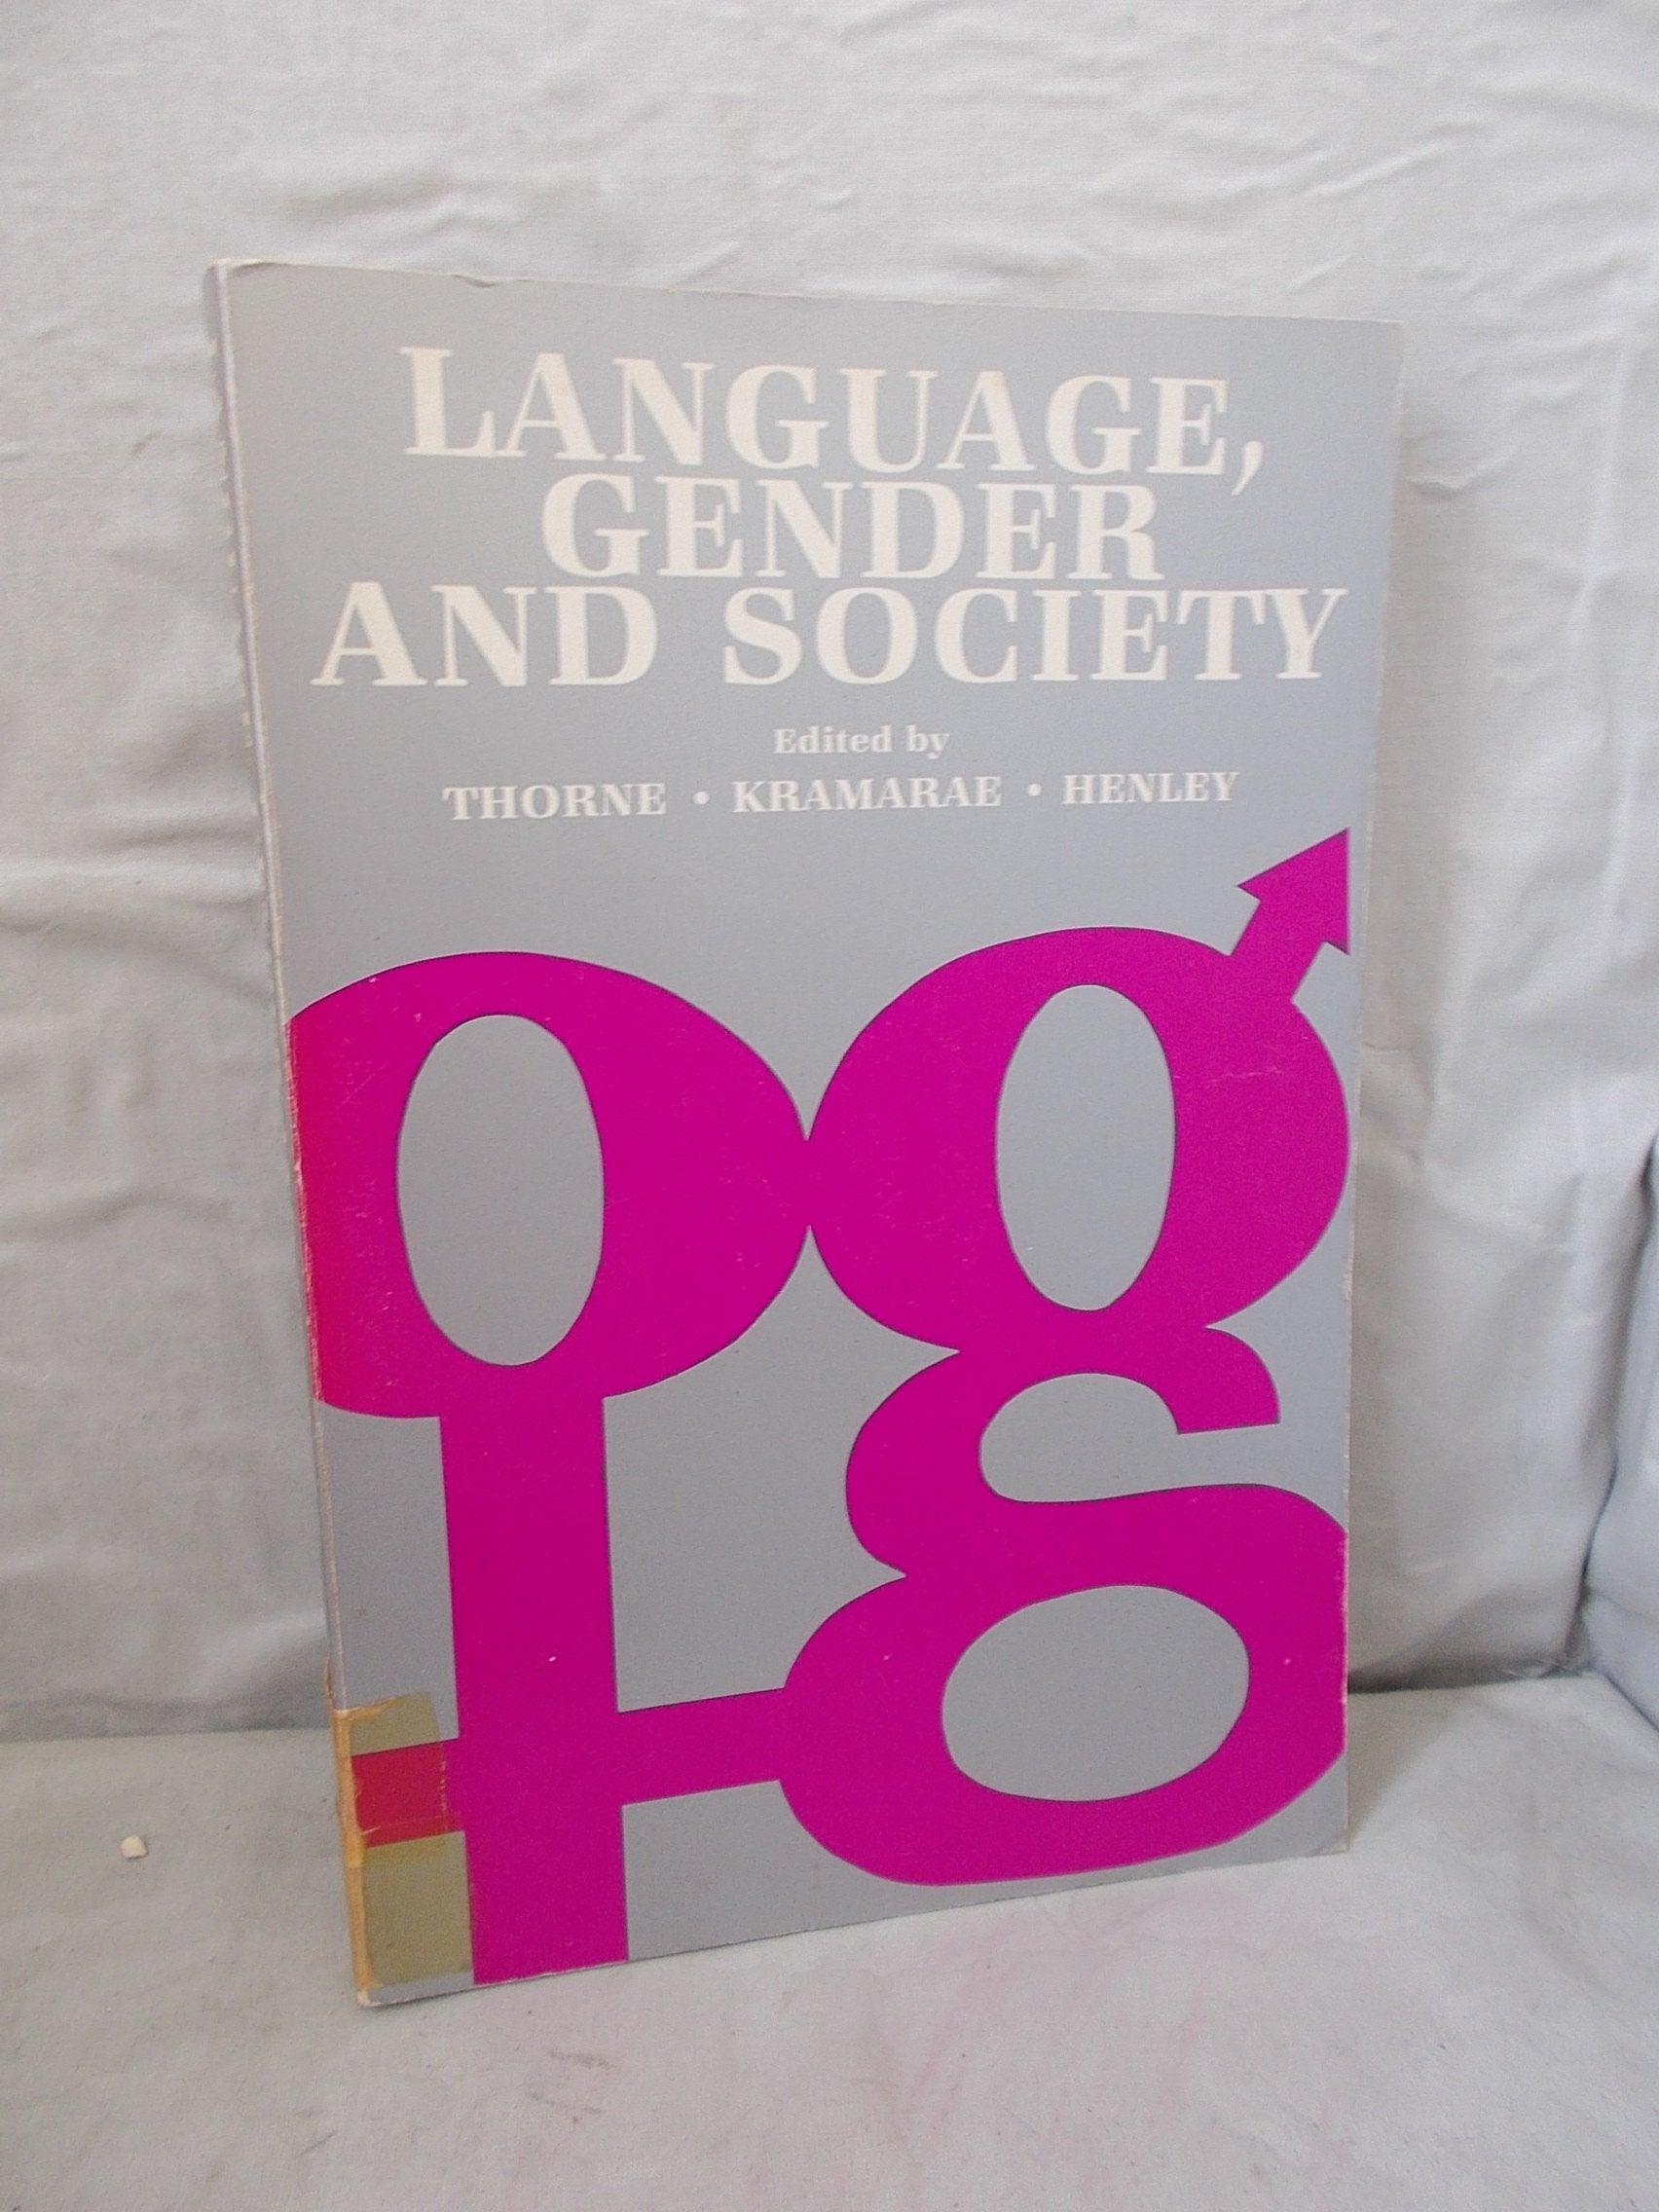 LANGUAGE,
GENDER
AND SOCIETY
Edited by
THORNE • KRAMARAE • HENLEY